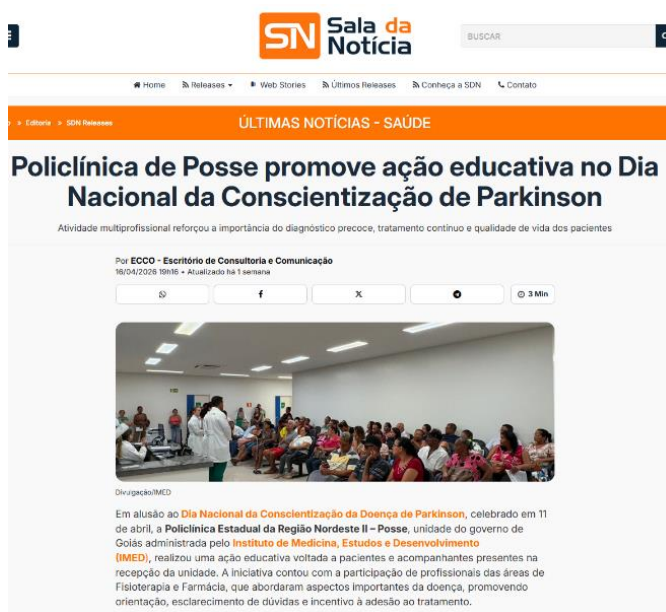 SN Sala da
Notícia
BUSCAR
Home Releases Web Stories Últimos Releases Conheça a SDN Contato
> Editoria > SDN Releases
ÚLTIMAS NOTÍCIAS - SAÚDE
Policlínica de Posse promove ação educativa no Dia
Nacional da Conscientização de Parkinson
Atividade multiprofissional reforçou a importância do diagnóstico precoce, tratamento contínuo e qualidade de vida dos pacientes
Por ECCO - Escritório de Consultoria e Comunicação
16/04/2026 19h16 • Atualizado há 1 semana
3 Min
Divulgação/IMED
Em alusão ao Dia Nacional da Conscientização da Doença de Parkinson, celebrado em 11
de abril, a Policlínica Estadual da Região Nordeste II – Posse, unidade do governo de
Goiás administrada pelo Instituto de Medicina, Estudos e Desenvolvimento
(IMED), realizou uma ação educativa voltada a pacientes e acompanhantes presentes na
recepção da unidade. A iniciativa contou com a participação de profissionais das áreas de
Fisioterapia e Farmácia, que abordaram aspectos importantes da doença, promovendo
orientação, esclarecimento de dúvidas e incentivo à adesão ao tratamento.